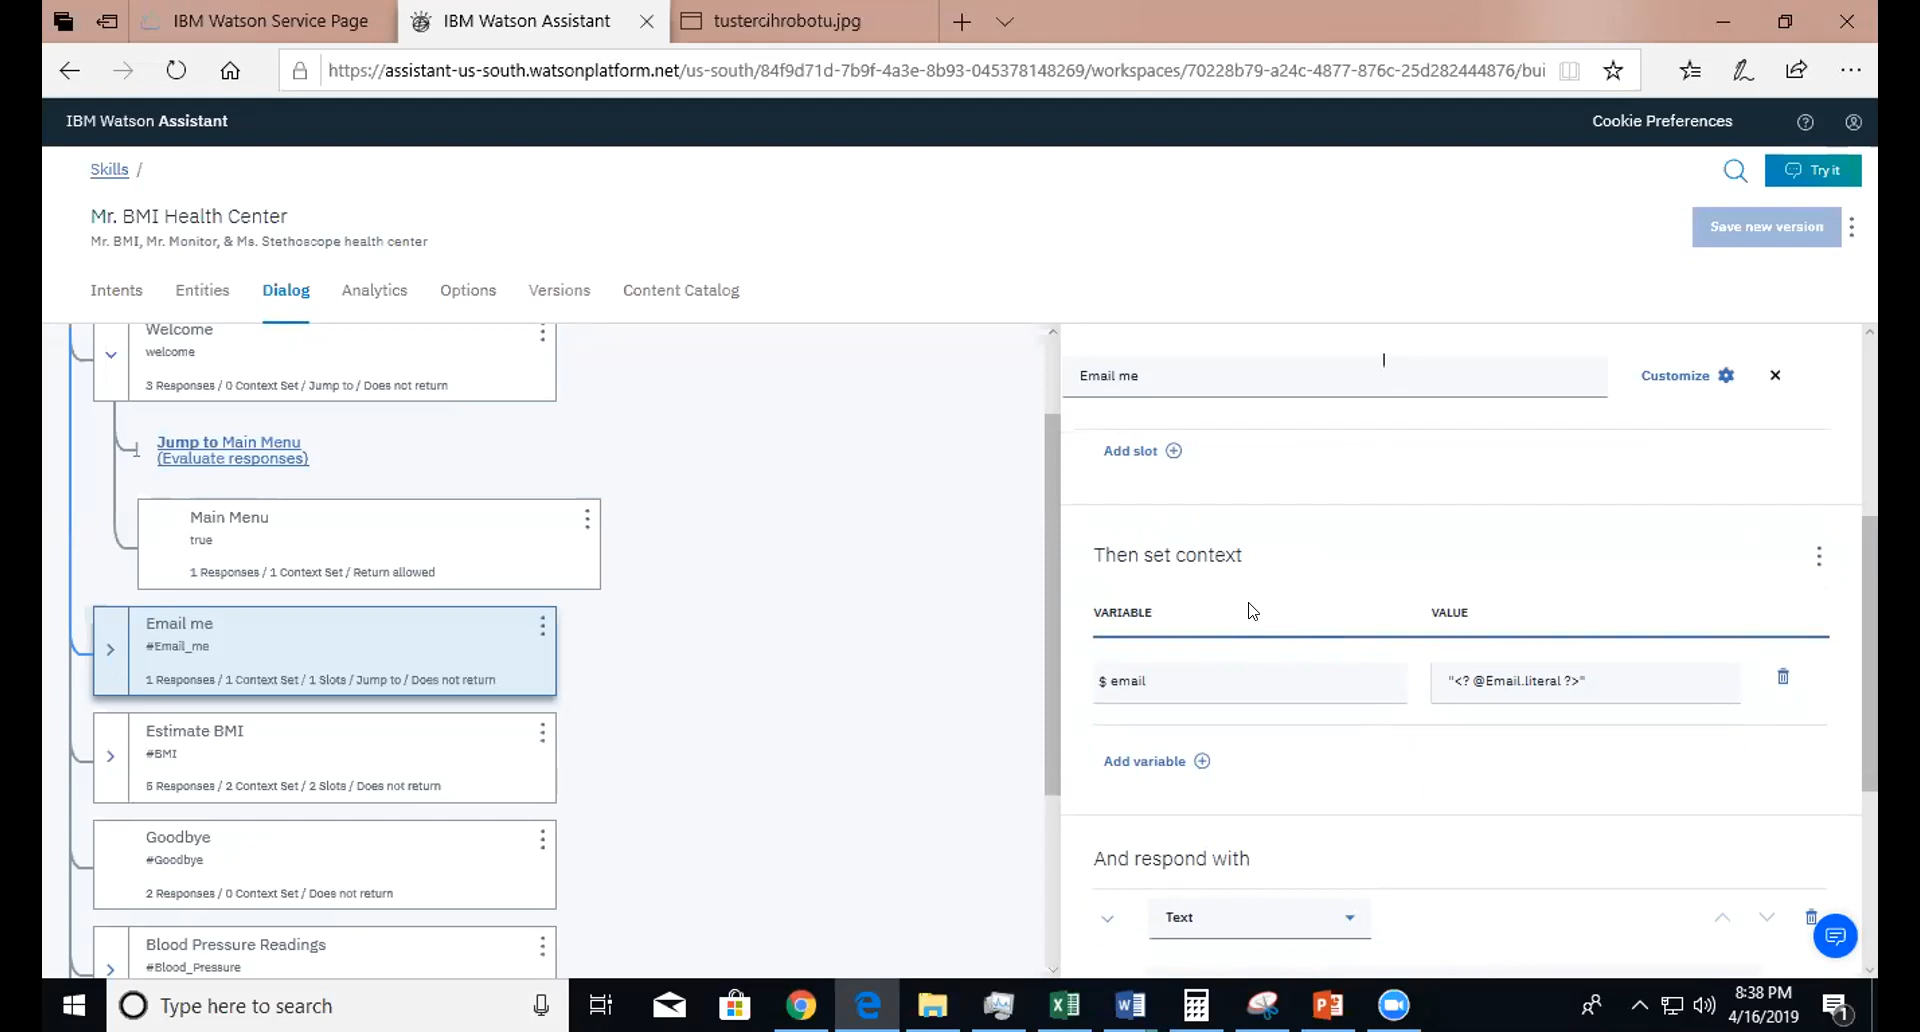 IBM Watson Service Page
IBM Watson Assistant
tustercihrobotu.jpg
https://assistant-us-south.watsonplatform.net/us-south/84f9d71d-7b9f-4a3e-8b93-045378148269/workspaces/70228b79-a24c-4877-876c-25d282444876/bui
IBM Watson Assistant
Cookie Preferences
Skills /
Try it
Mr. BMI Health Center
Save new version
Mr. BMI, Mr. Monitor, & Ms. Stethoscope health center
Intents Entities Dialog Analytics Options Versions Content Catalog
Welcome
welcome
3 Responses / 0 Context Set / Jump to / Does not return
Jump to Main Menu
(Evaluate responses)
Main Menu
true
1 Responses / 1 Context Set / Return allowed
Email me
#Email_me
1 Responses / 1 Context Set / 1 Slots / Jump to / Does not return
Estimate BMI
#BMI
5 Responses / 2 Context Set / 2 Slots / Does not return
Goodbye
#Goodbye
2 Responses / 0 Context Set / Does not return
Blood Pressure Readings
#Blood_Pressure
Email me
Customize
Add slot
Then set context
VARIABLE VALUE
$ email "<? @Email.literal ?>"
Add variable
And respond with
Text
Type here to search
8:38 PM
4/16/2019
1